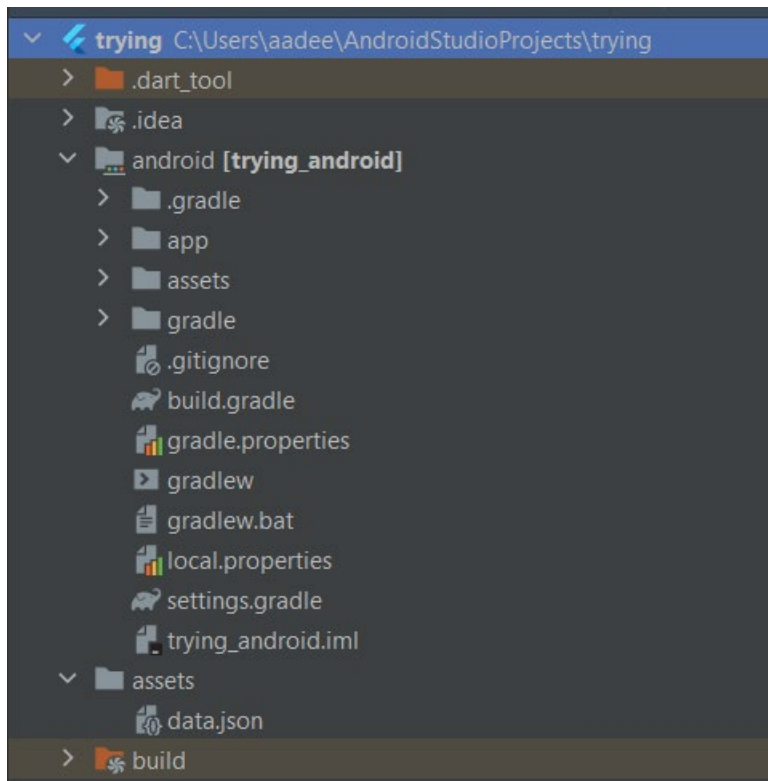 trying C:\Users\aadee\AndroidStudioProjects\trying
.dart_tool
.idea
android [trying_android]
.gradle
app
assets
gradle
.gitignore
build.gradle
gradle.properties
gradlew
gradlew.bat
local.properties
settings.gradle
trying_android.iml
assets
data.json
build